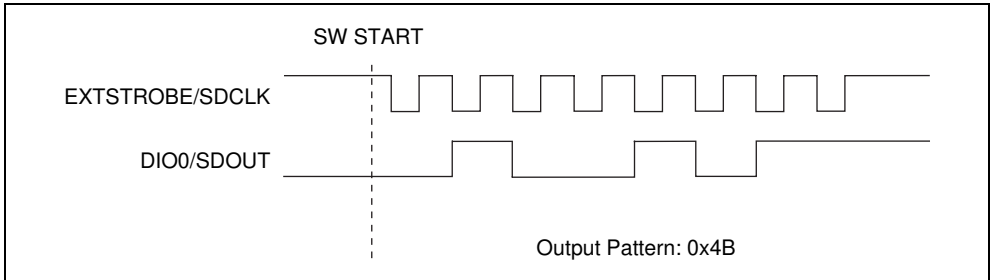 SW START
EXTSTROBE/SDCLK
DIO0/SDOUT
Output Pattern: 0x4B